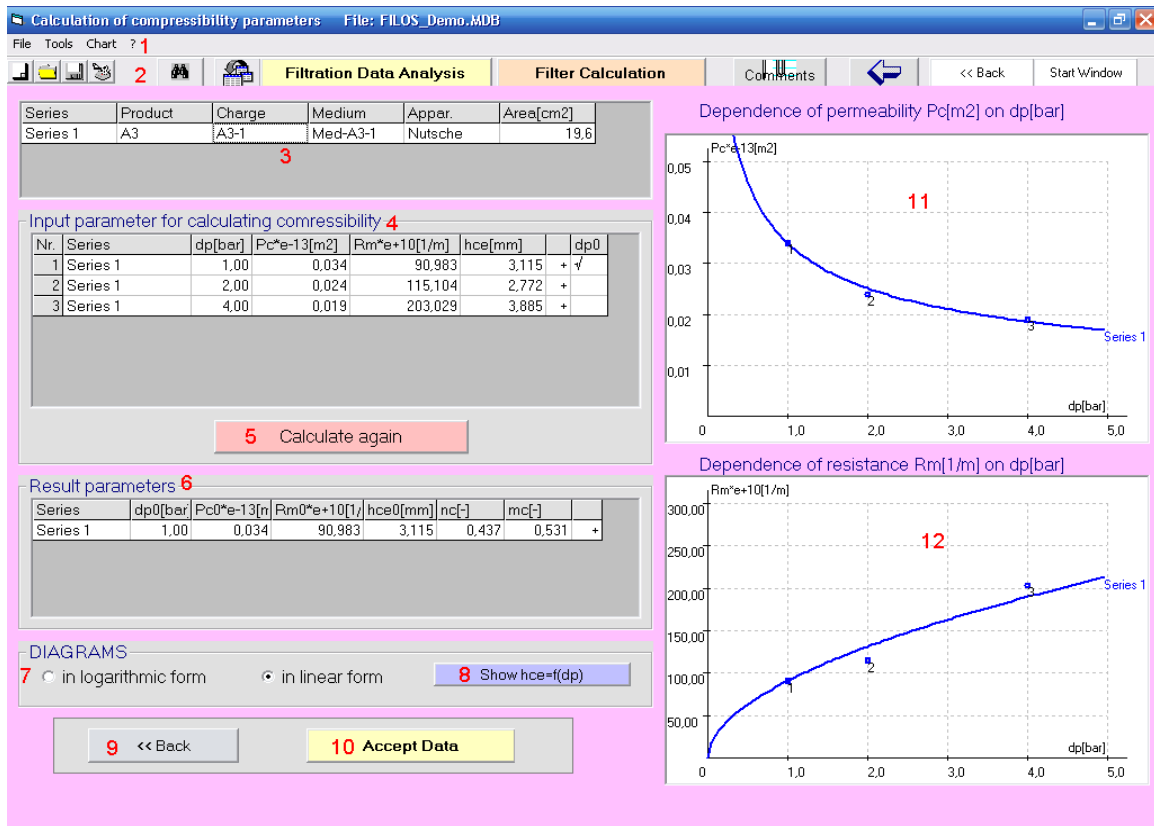 Calculation of compressibility parameters File: FILOS_Demo.MDB
File Tools Chart ? 1
2 Filtration Data Analysis Filter Calculation Comments << Back Start Window
Series Product Charge Medium Appar. Area[cm2]
Series 1 A3 A3-1 Med-A3-1 Nutsche 19,6
3
Input parameter for calculating comressibility 4
Nr. Series dp[bar] Pc*e-13[m2] Rm*e+10[1/m] hce[mm] dp0
1 Series 1 1,00 0,034 90,983 3,115 + √
2 Series 1 2,00 0,024 115,104 2,772 +
3 Series 1 4,00 0,019 203,029 3,885 +
5 Calculate again
Result parameters 6
Series dp0[bar Pc0*e-13[m Rm0*e+10[1/ hce0[mm] nc[-] mc[-]
Series 1 1,00 0,034 90,983 3,115 0,437 0,531 +
DIAGRAMS
7 in logarithmic form in linear form 8 Show hce=f(dp)
9 << Back 10 Accept Data
Dependence of permeability Pc[m2] on dp[bar]
Pc*e-13[m2]
0,05
11
0,04
1
0,03
2
3
0,02
Series 1
0,01
dp[bar]
0 1,0 2,0 3,0 4,0 5,0
Dependence of resistance Rm[1/m] on dp[bar]
Rm*e+10[1/m]
300,00
12
250,00
200,00
3
Series 1
150,00
2
100,00
1
50,00
dp[bar]
0 1,0 2,0 3,0 4,0 5,0